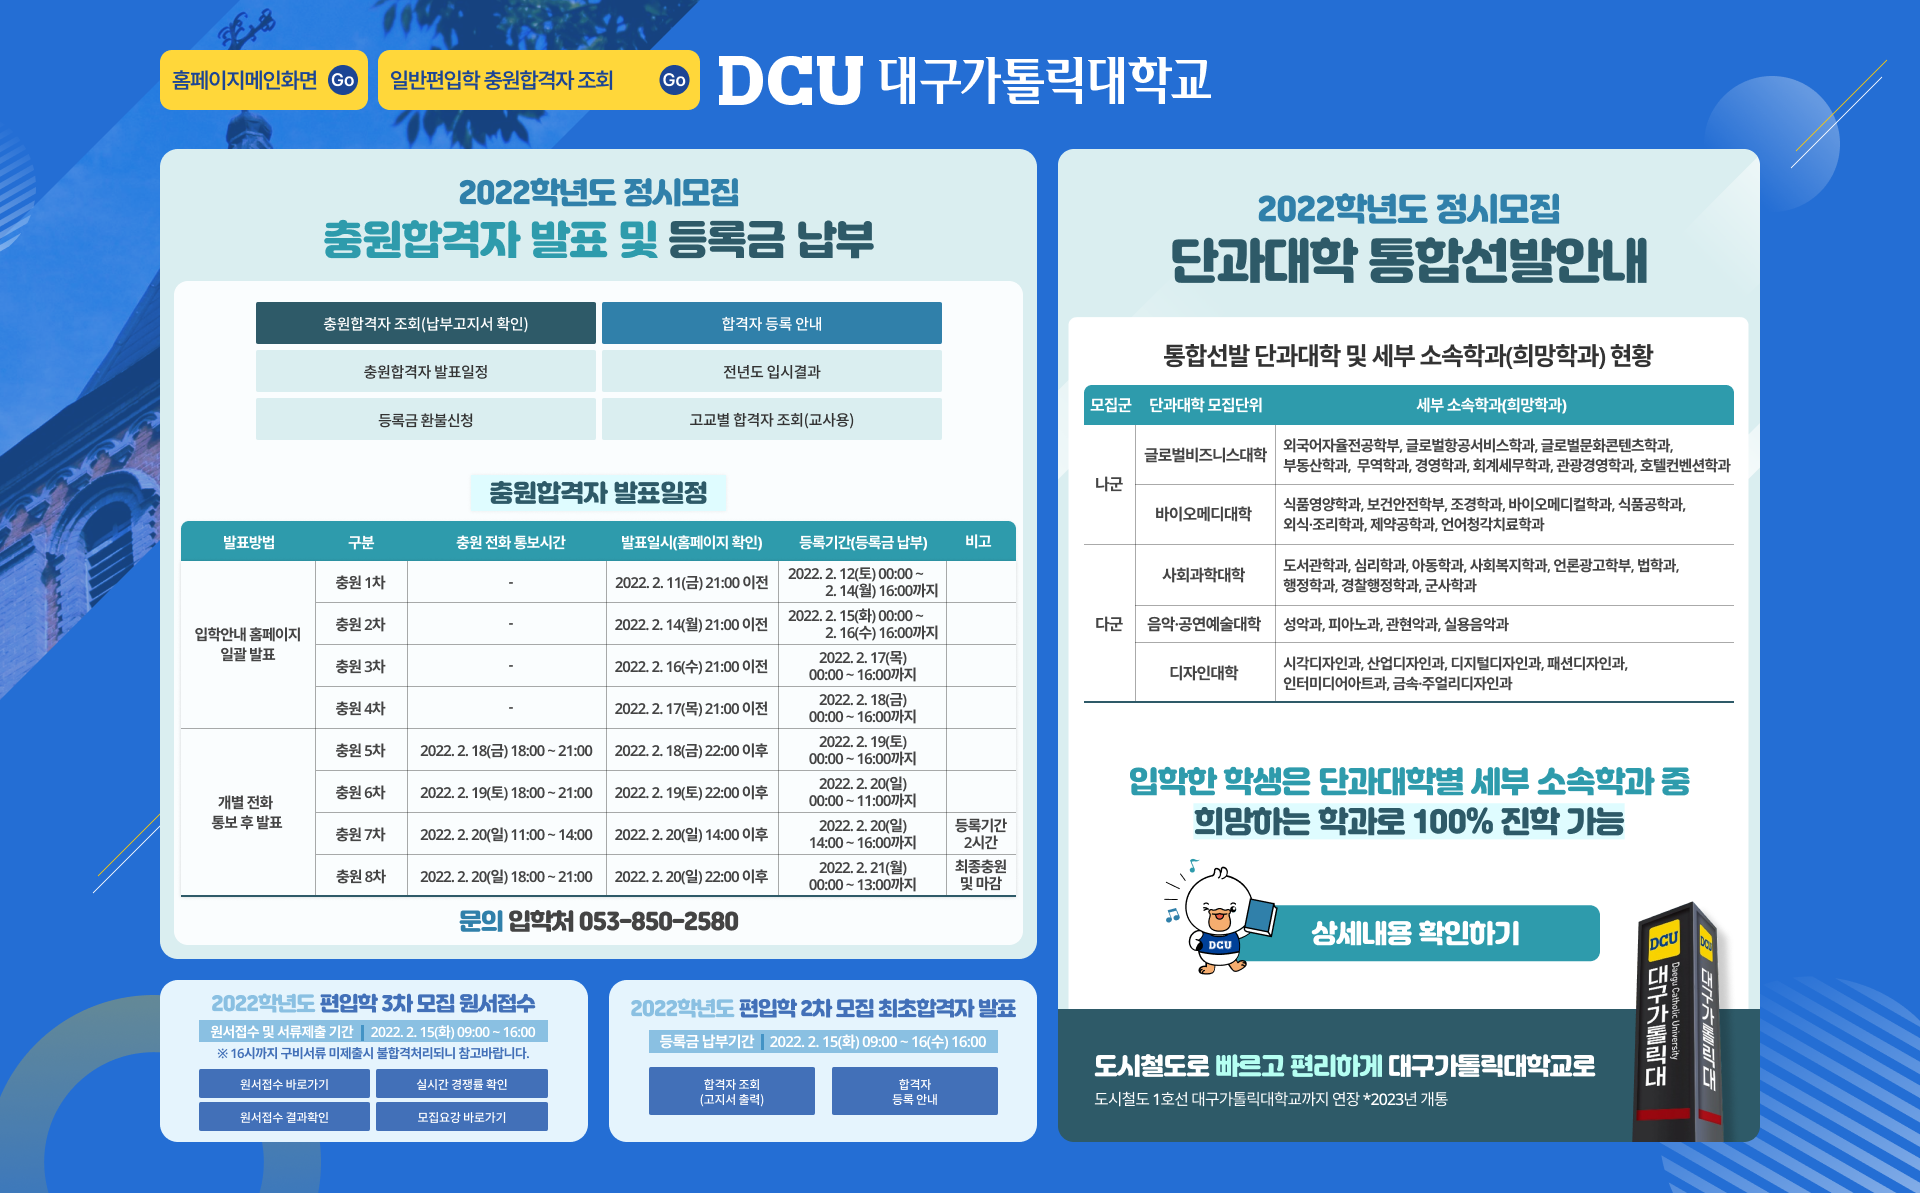 홈페이지메인화면 Go
일반편입학 충원합격자 조회 Go
DCU 대구가톨릭대학교
2022학년도 정시모집
충원합격자 발표 및 등록금 납부
충원합격자 조회(납부고지서 확인)
합격자 등록 안내
충원합격자 발표일정
전년도 입시결과
등록금 환불신청
고교별 합격자 조회(교사용)
충원합격자 발표일정
발표방법 구분 충원 전화 통보시간 발표일시(홈페이지 확인) 등록기간(등록금 납부) 비고
입학안내 홈페이지
일괄 발표
충원 1차 - 2022. 2. 11(금) 21:00 이전 2022. 2. 12(토) 00:00 ~
2. 14(월) 16:00까지
충원 2차 - 2022. 2. 14(월) 21:00 이전 2022. 2. 15(화) 00:00 ~
2. 16(수) 16:00까지
충원 3차 - 2022. 2. 16(수) 21:00 이전 2022. 2. 17(목)
00:00 ~ 16:00까지
충원 4차 - 2022. 2. 17(목) 21:00 이전 2022. 2. 18(금)
00:00 ~ 16:00까지
개별 전화
통보 후 발표
충원 5차 2022. 2. 18(금) 18:00 ~ 21:00 2022. 2. 18(금) 22:00 이후 2022. 2. 19(토)
00:00 ~ 16:00까지
충원 6차 2022. 2. 19(토) 18:00 ~ 21:00 2022. 2. 19(토) 22:00 이후 2022. 2. 20(일)
00:00 ~ 11:00까지
충원 7차 2022. 2. 20(일) 11:00 ~ 14:00 2022. 2. 20(일) 14:00 이후 2022. 2. 20(일)
14:00 ~ 16:00까지
등록기간
2시간
충원 8차 2022. 2. 20(일) 18:00 ~ 21:00 2022. 2. 20(일) 22:00 이후 2022. 2. 21(월)
00:00 ~ 13:00까지
최종충원
및 마감
문의 입학처 053-850-2580
2022학년도 편입학 3차 모집 원서접수
원서접수 및 서류제출 기간 2022. 2. 15(화) 09:00 ~ 16:00
※ 16시까지 구비서류 미제출시 불합격처리되니 참고바랍니다.
원서접수 바로가기
실시간 경쟁률 확인
원서접수 결과확인
모집요강 바로가기
2022학년도 편입학 2차 모집 최초합격자 발표
등록금 납부기간 2022. 2. 15(화) 09:00 ~ 16(수) 16:00
합격자 조회
(고지서 출력)
합격자
등록 안내
2022학년도 정시모집
단과대학 통합선발안내
통합선발 단과대학 및 세부 소속학과(희망학과) 현황
모집군 단과대학 모집단위 세부 소속학과(희망학과)
나군
글로벌비즈니스대학
외국어자율전공학부, 글로벌항공서비스학과, 글로벌문화콘텐츠학과,
부동산학과, 무역학과, 경영학과, 회계세무학과, 관광경영학과, 호텔컨벤션학과
바이오메디대학
식품영양학과, 보건안전학부, 조경학과, 바이오메디컬학과, 식품공학과,
외식·조리학과, 제약공학과, 언어청각치료학과
다군
사회과학대학
도서관학과, 심리학과, 아동학과, 사회복지학과, 언론광고학부, 법학과,
행정학과, 경찰행정학과, 군사학과
음악·공연예술대학 성악과, 피아노과, 관현악과, 실용음악과
디자인대학
시각디자인과, 산업디자인과, 디지털디자인과, 패션디자인과,
인터미디어아트과, 금속·주얼리디자인과
입학한 학생은 단과대학별 세부 소속학과 중
희망하는 학과로 100% 진학 가능
DCU
상세내용 확인하기
도시철도로 빠르고 편리하게 대구가톨릭대학교로
도시철도 1호선 대구가톨릭대학교까지 연장 *2023년 개통
DCU
대구가톨릭대
Daegu Catholic University
DCU
대구가톨릭대